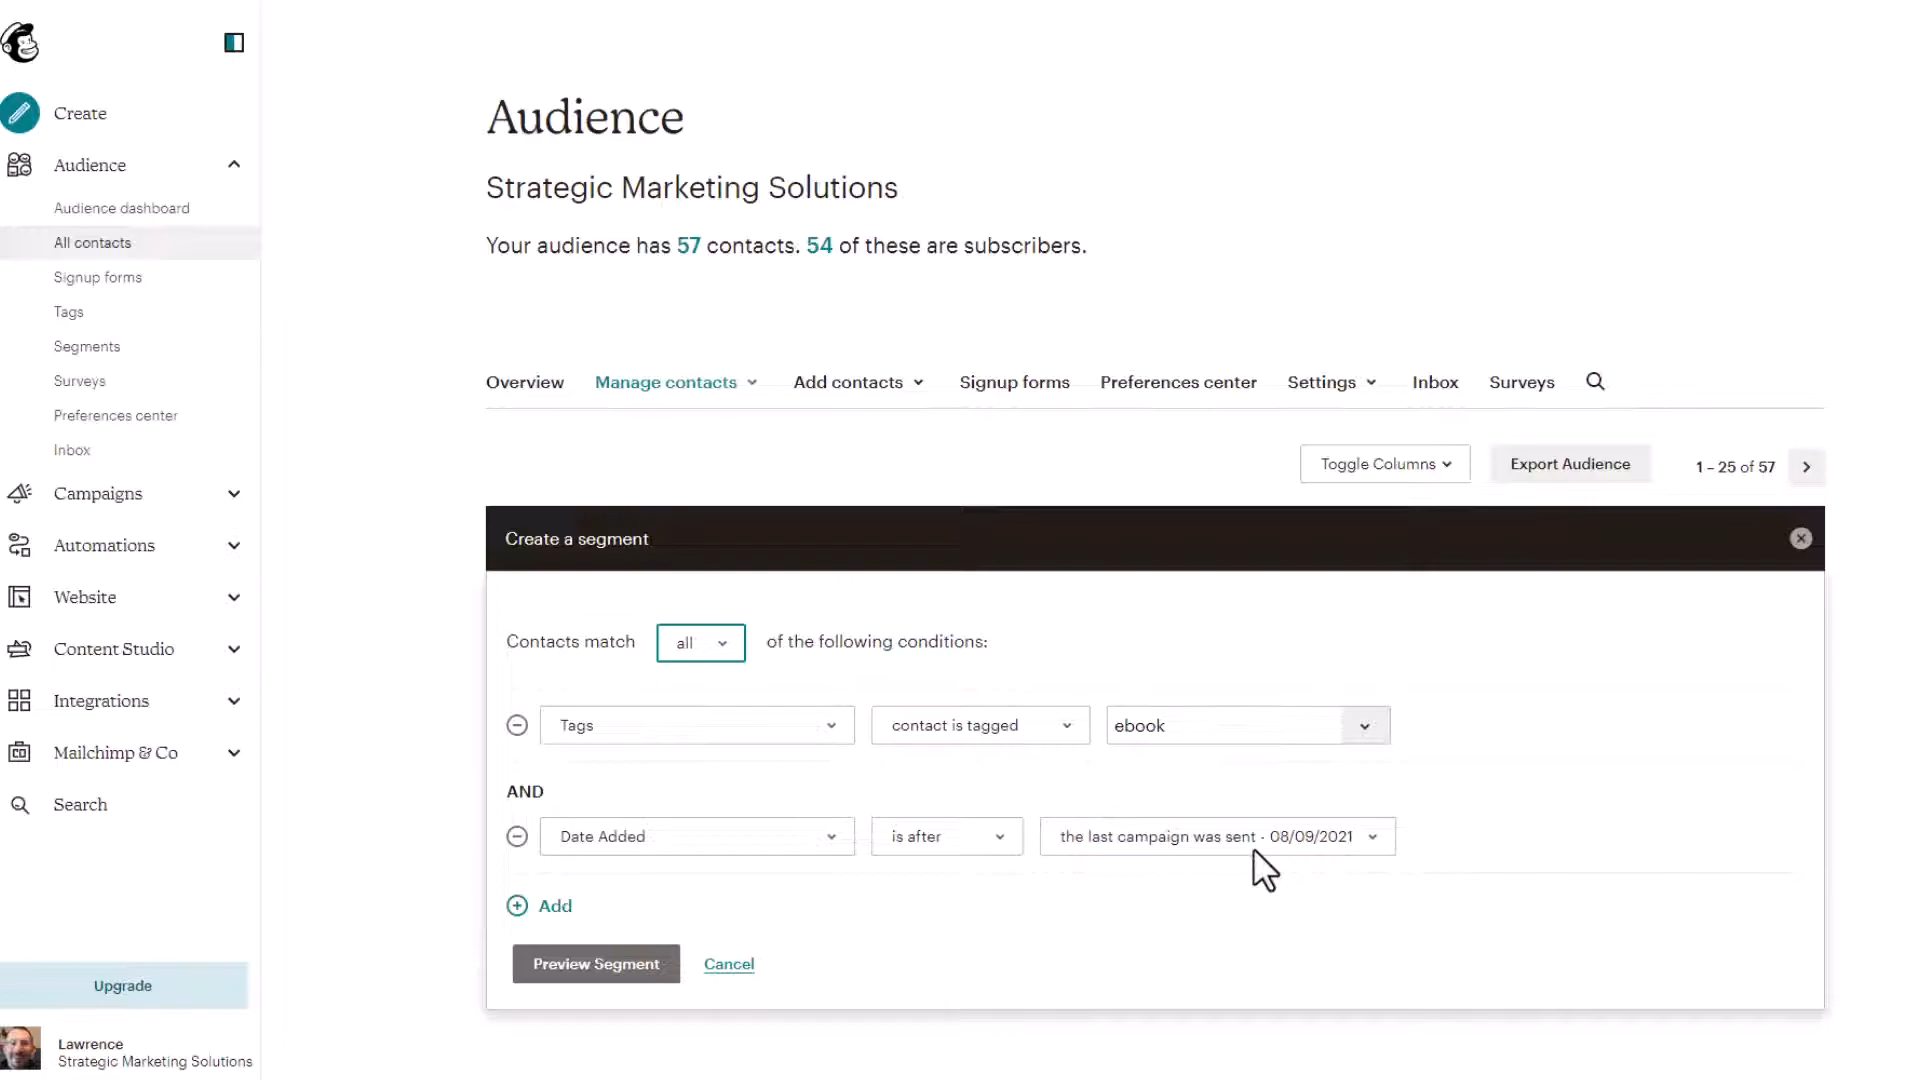 Create
Audience
Audience dashboard
All contacts
Signup forms
Tags
Segments
Surveys
Preferences center
Inbox
Campaigns
Automations
Website
Content Studio
Integrations
Mailchimp & Co
Search
Upgrade
Lawrence
Strategic Marketing Solutions
Audience
Strategic Marketing Solutions
Your audience has 57 contacts. 54 of these are subscribers.
Overview Manage contacts Add contacts Signup forms Preferences center Settings Inbox Surveys
Toggle Columns Export Audience 1 – 25 of 57
Create a segment
Contacts match all of the following conditions:
Tags contact is tagged ebook
AND
Date Added is after the last campaign was sent - 08/09/2021
Add
Preview Segment Cancel